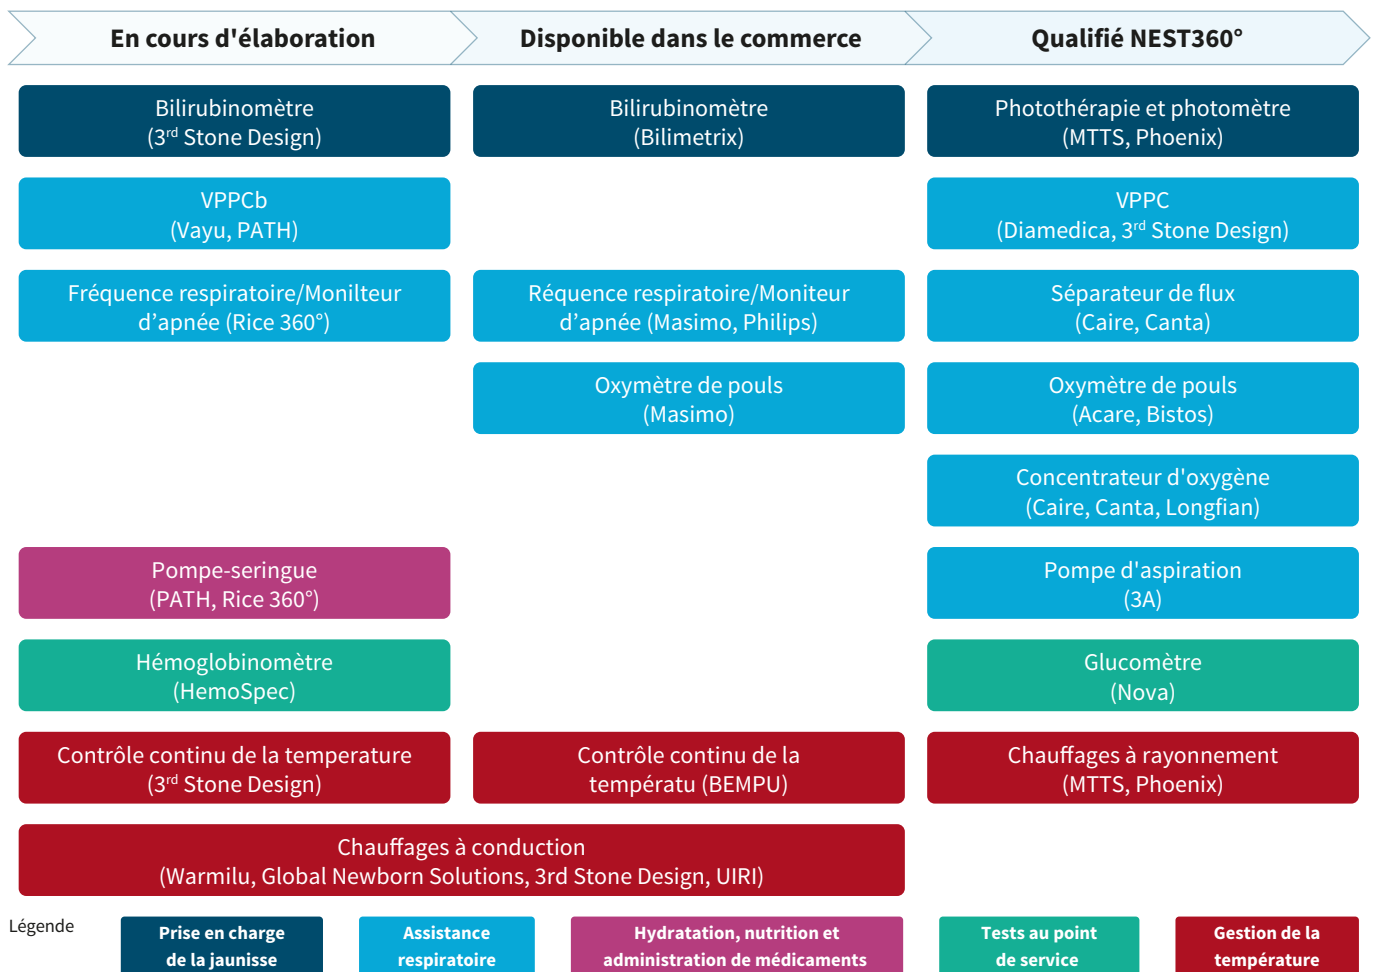 En cours d'élaboration
Disponible dans le commerce
Qualifié NEST360°
Bilirubinomètre
(3rd Stone Design)
Bilirubinomètre
(Bilimetrix)
Photothérapie et photomètre
(MTTS, Phoenix)
VPPCb
(Vayu, PATH)
VPPC
(Diamedica, 3rd Stone Design)
Fréquence respiratoire/Monilteur
d’apnée (Rice 360°)
Réquence respiratoire/Moniteur
d’apnée (Masimo, Philips)
Séparateur de flux
(Caire, Canta)
Oxymètre de pouls
(Masimo)
Oxymètre de pouls
(Acare, Bistos)
Concentrateur d'oxygène
(Caire, Canta, Longfian)
Pompe-seringue
(PATH, Rice 360°)
Pompe d'aspiration
(3A)
Hémoglobinomètre
(HemoSpec)
Glucomètre
(Nova)
Contrôle continu de la temperature
(3rd Stone Design)
Contrôle continu de la
températu (BEMPU)
Chauffages à rayonnement
(MTTS, Phoenix)
Chauffages à conduction
(Warmilu, Global Newborn Solutions, 3rd Stone Design, UIRI)
Légende
Prise en charge
de la jaunisse
Assistance
respiratoire
Hydratation, nutrition et
administration de médicaments
Tests au point
de service
Gestion de la
température